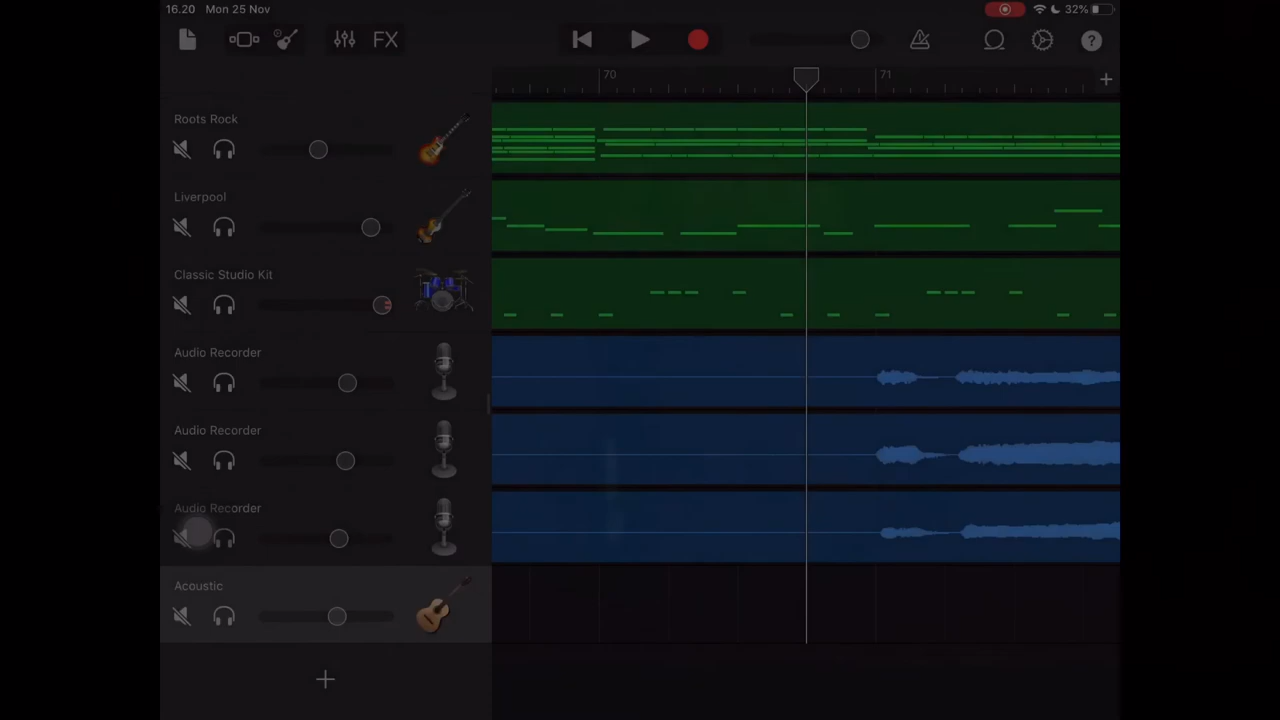 16.20 Mon 25 Nov
32%
FX
?
70
71
Roots Rock
Liverpool
Classic Studio Kit
Audio Recorder
Audio Recorder
Audio Recorder
Acoustic